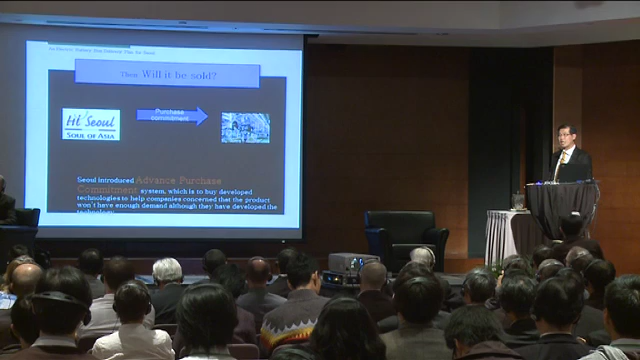 Then Will it be sold?
Hi Seoul
SOUL OF ASIA
Purchase
commitment
Seoul introduced Advance Purchase
Commitment system, which is to buy developed
technologies to help companies concerned that the product
won't have enough demand although they have developed the
technology.